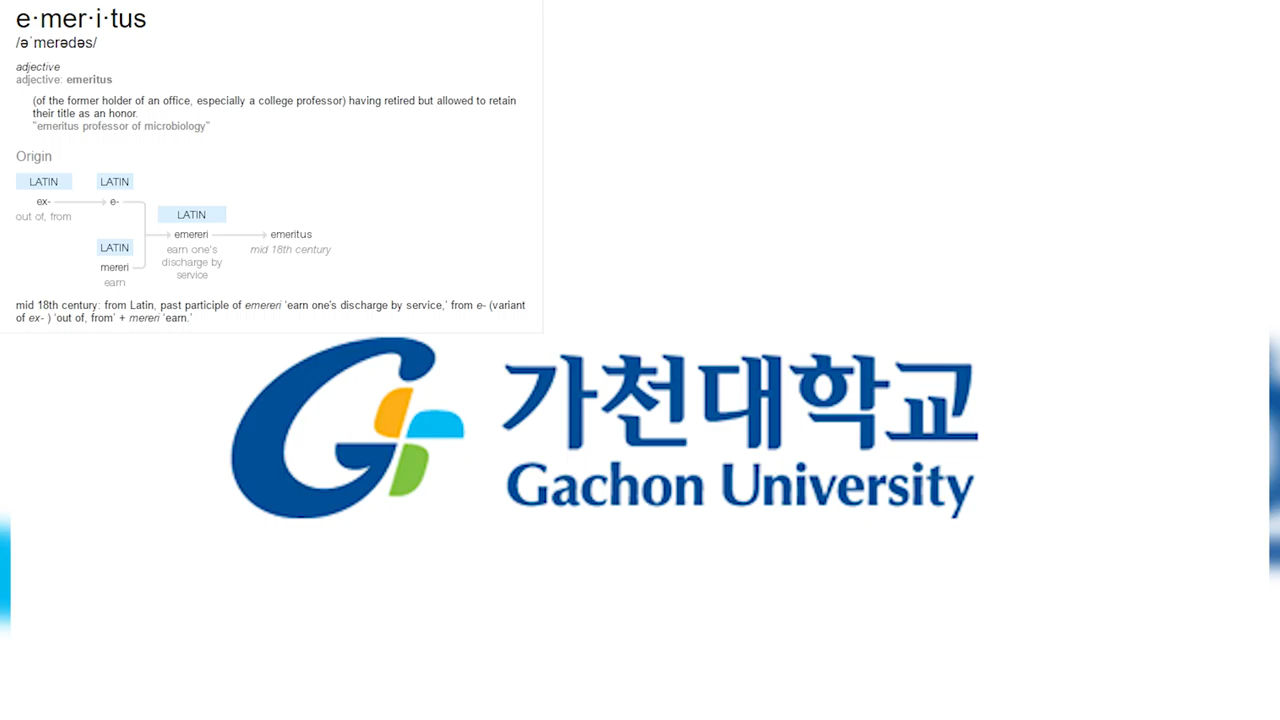 e·mer·i·tus
/əˈmerədəs/
adjective
adjective: emeritus
(of the former holder of an office, especially a college professor) having retired but allowed to retain
their title as an honor.
"emeritus professor of microbiology"
Origin
LATIN LATIN
ex- e-
out of, from
LATIN
emereri emeritus
earn one's mid 18th century
discharge by
service
LATIN
mereri
earn
mid 18th century: from Latin, past participle of emereri ‘earn one's discharge by service,’ from e- (variant
of ex- ) ‘out of, from’ + mereri ‘earn.’
가천대학교
Gachon University